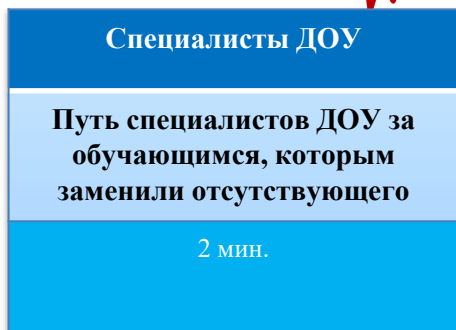 Специалисты ДОУ
Путь специалистов ДОУ за
обучающимся, которым
заменили отсутствующего
2 мин.